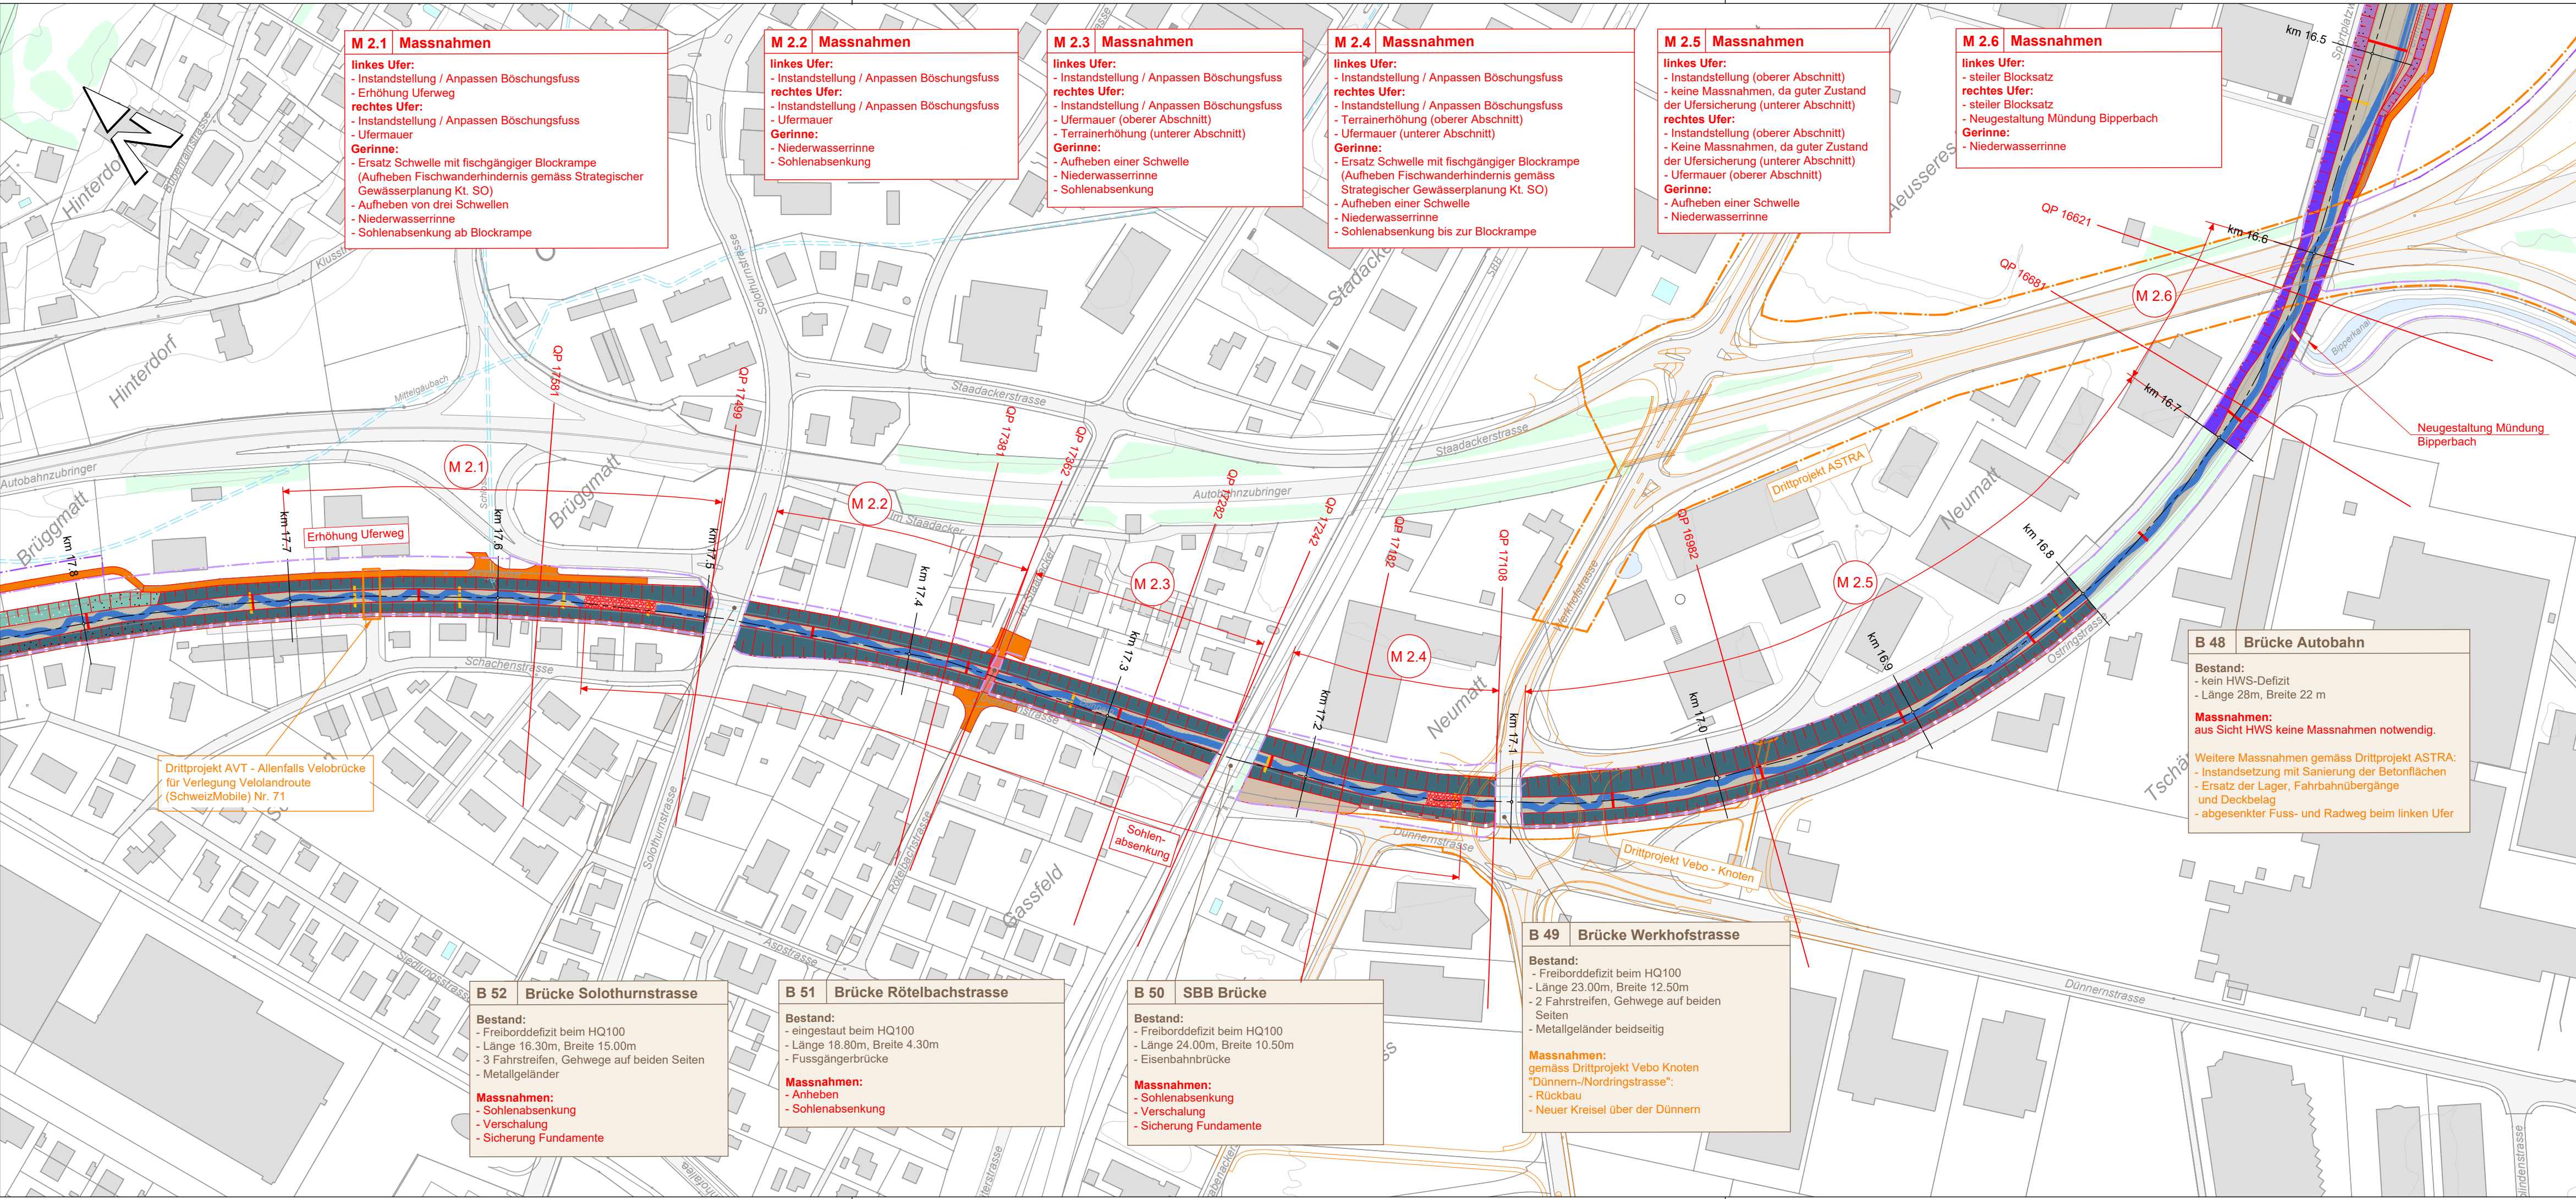 M 2.1 Massnahmen
linkes Ufer:
- Instandstellung / Anpassen Böschungsfuss
- Erhöhung Uferweg
rechtes Ufer:
- Instandstellung / Anpassen Böschungsfuss
- Ufermauer
Gerinne:
- Ersatz Schwelle mit fischgängiger Blockrampe
(Aufheben Fischwanderhindernis gemäss Strategischer
Gewässerplanung Kt. SO)
- Aufheben von drei Schwellen
- Niederwasserrinne
- Sohlenabsenkung ab Blockrampe
M 2.2 Massnahmen
linkes Ufer:
- Instandstellung / Anpassen Böschungsfuss
rechtes Ufer:
- Instandstellung / Anpassen Böschungsfuss
- Ufermauer
Gerinne:
- Niederwasserrinne
- Sohlenabsenkung
M 2.3 Massnahmen
linkes Ufer:
- Instandstellung / Anpassen Böschungsfuss
rechtes Ufer:
- Instandstellung / Anpassen Böschungsfuss
- Ufermauer (oberer Abschnitt)
- Terrainerhöhung (unterer Abschnitt)
Gerinne:
- Aufheben einer Schwelle
- Niederwasserrinne
- Sohlenabsenkung
M 2.4 Massnahmen
linkes Ufer:
- Instandstellung / Anpassen Böschungsfuss
rechtes Ufer:
- Instandstellung / Anpassen Böschungsfuss
- Terrainerhöhung (oberer Abschnitt)
- Ufermauer (unterer Abschnitt)
Gerinne:
- Ersatz Schwelle mit fischgängiger Blockrampe
(Aufheben Fischwanderhindernis gemäss
Strategischer Gewässerplanung Kt. SO)
- Aufheben einer Schwelle
- Niederwasserrinne
- Sohlenabsenkung bis zur Blockrampe
M 2.5 Massnahmen
linkes Ufer:
- Instandstellung (oberer Abschnitt)
- keine Massnahmen, da guter Zustand
der Ufersicherung (unterer Abschnitt)
rechtes Ufer:
- Instandstellung (oberer Abschnitt)
- Keine Massnahmen, da guter Zustand
der Ufersicherung (unterer Abschnitt)
- Ufermauer (oberer Abschnitt)
Gerinne:
- Aufheben einer Schwelle
- Niederwasserrinne
M 2.6 Massnahmen
linkes Ufer:
- steiler Blocksatz
rechtes Ufer:
- steiler Blocksatz
- Neugestaltung Mündung Bipperbach
Gerinne:
- Niederwasserrinne
km 16.5
QP 16621
km 16.6
QP 16681
M 2.6
Bipperkanal
km 16.7
Neugestaltung Mündung
Bipperbach
Solothurnstrasse
SBB
Hinterdorf
Mittelgäubach
QP 17581
QP 17499
Staadackerstrasse
QP 17381
QP 17362
Staadackerstrasse
Autobahnzubringer
Autobahnzubringer
M 2.1
Brüggmatt
Brüggmatt
M 2.2
Im Staadacker
QP 17282
QP 17242
QP 17182
QP 17108
Drittprojekt ASTRA
QP 16982
Neumatt
km 17.8
km 17.7
Erhöhung Uferweg
km 17.6
km 17.5
km 17.4
M 2.3
km 17.3
M 2.4
km 17.2
Neumatt
km 17.1
Werkhofstrasse
km 17.0
M 2.5
km 16.9
km 16.8
Ostringstrasse
Schachenstrasse
Solothurnstrasse
Rötelbachstrasse
Gassfeld
Aspstrasse
Siedlungsstrasse
Sohlen-
absenkung
Dünnernstrasse
Drittprojekt Vebo - Knoten
Dünnernstrasse
Drittprojekt AVT - Allenfalls Velobrücke
für Verlegung Velolandroute
(SchweizMobile) Nr. 71
B 48 Brücke Autobahn
Bestand:
- kein HWS-Defizit
- Länge 28m, Breite 22 m
Massnahmen:
aus Sicht HWS keine Massnahmen notwendig.
Weitere Massnahmen gemäss Drittprojekt ASTRA:
- Instandsetzung mit Sanierung der Betonflächen
- Ersatz der Lager, Fahrbahnübergänge
und Deckbelag
- abgesenkter Fuss- und Radweg beim linken Ufer
B 52 Brücke Solothurnstrasse
Bestand:
- Freiborddefizit beim HQ100
- Länge 16.30m, Breite 15.00m
- 3 Fahrstreifen, Gehwege auf beiden Seiten
- Metallgeländer
Massnahmen:
- Sohlenabsenkung
- Verschalung
- Sicherung Fundamente
B 51 Brücke Rötelbachstrasse
Bestand:
- eingestaut beim HQ100
- Länge 18.80m, Breite 4.30m
- Fussgängerbrücke
Massnahmen:
- Anheben
- Sohlenabsenkung
B 50 SBB Brücke
Bestand:
- Freiborddefizit beim HQ100
- Länge 24.00m, Breite 10.50m
- Eisenbahnbrücke
Massnahmen:
- Sohlenabsenkung
- Verschalung
- Sicherung Fundamente
B 49 Brücke Werkhofstrasse
Bestand:
- Freiborddefizit beim HQ100
- Länge 23.00m, Breite 12.50m
- 2 Fahrstreifen, Gehwege auf beiden
Seiten
- Metallgeländer beidseitig
Massnahmen:
gemäss Drittprojekt Vebo Knoten
"Dünnern-/Nordringstrasse":
- Rückbau
- Neuer Kreisel über der Dünnern